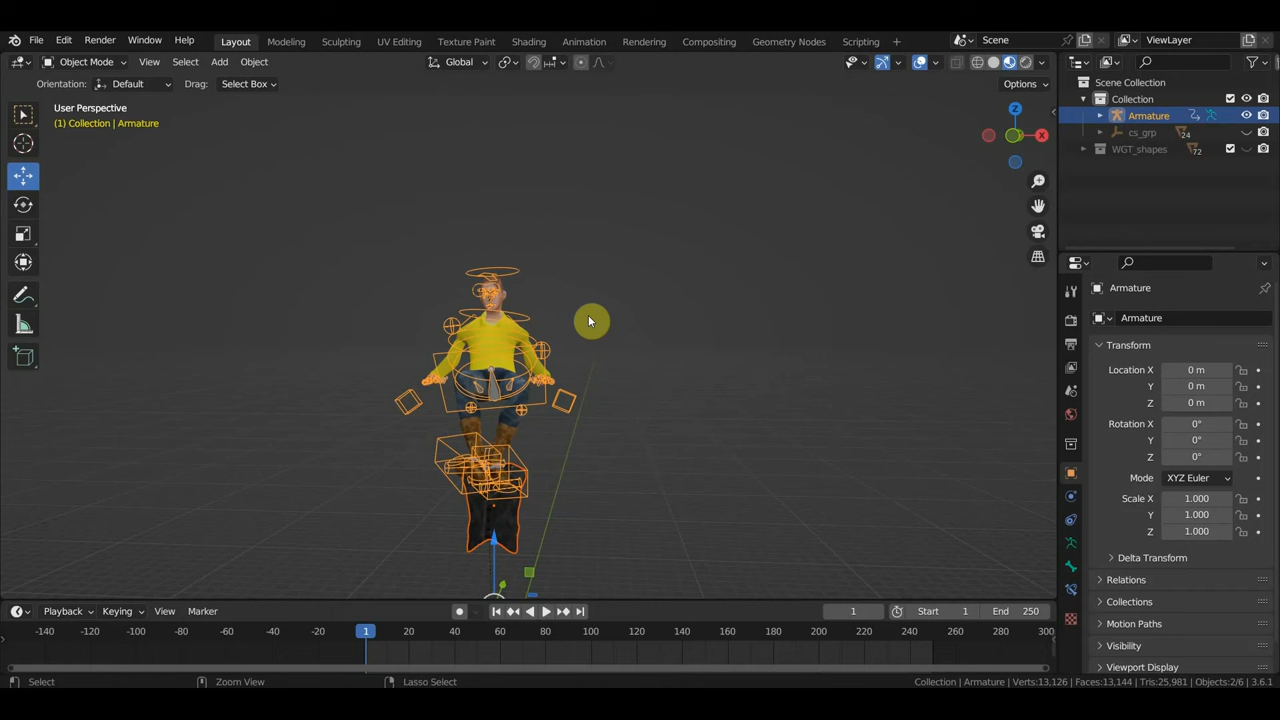 File Edit Render Window Help Layout Modeling Sculpting UV Editing Texture Paint Shading Animation Rendering Compositing Geometry Nodes Scripting + Scene ViewLayer
Object Mode View Select Add Object Global
Orientation: Default Drag: Select Box Options
User Perspective
(1) Collection | Armature
Z
X
Scene Collection
Collection
Armature
cs_grp 24
WGT_shapes 72
Armature
Armature
Transform
Location X 0 m
Y 0 m
Z 0 m
Rotation X 0°
Y 0°
Z 0°
Mode XYZ Euler
Scale X 1.000
Y 1.000
Z 1.000
Delta Transform
Relations
Collections
Motion Paths
Visibility
Viewport Display
Playback Keying View Marker 1 Start 1 End 250
-140 -120 -100 -80 -60 -40 -20 1 20 40 60 80 100 120 140 160 180 200 220 240 260 280 300
Select Zoom View Lasso Select Collection | Armature | Verts:13,126 | Faces:13,144 | Tris:25,981 | Objects:2/6 | 3.6.1